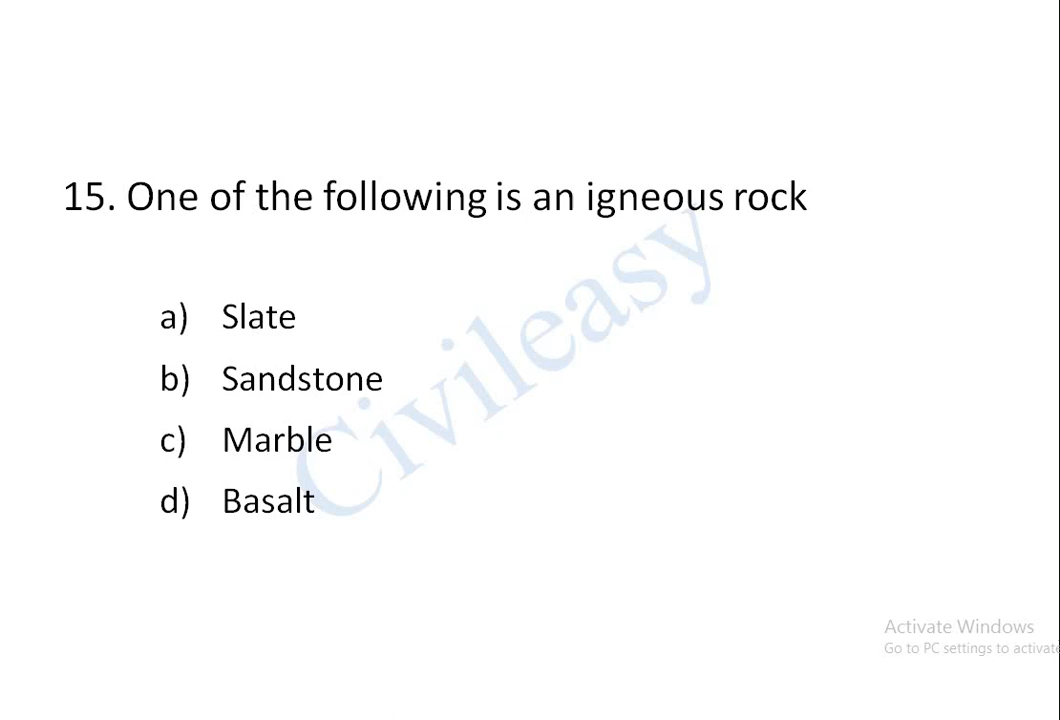 15. One of the following is an igneous rock
a) Slate
b) Sandstone
c) Marble
d) Basalt
Civileasy
Activate Windows
Go to PC settings to activate